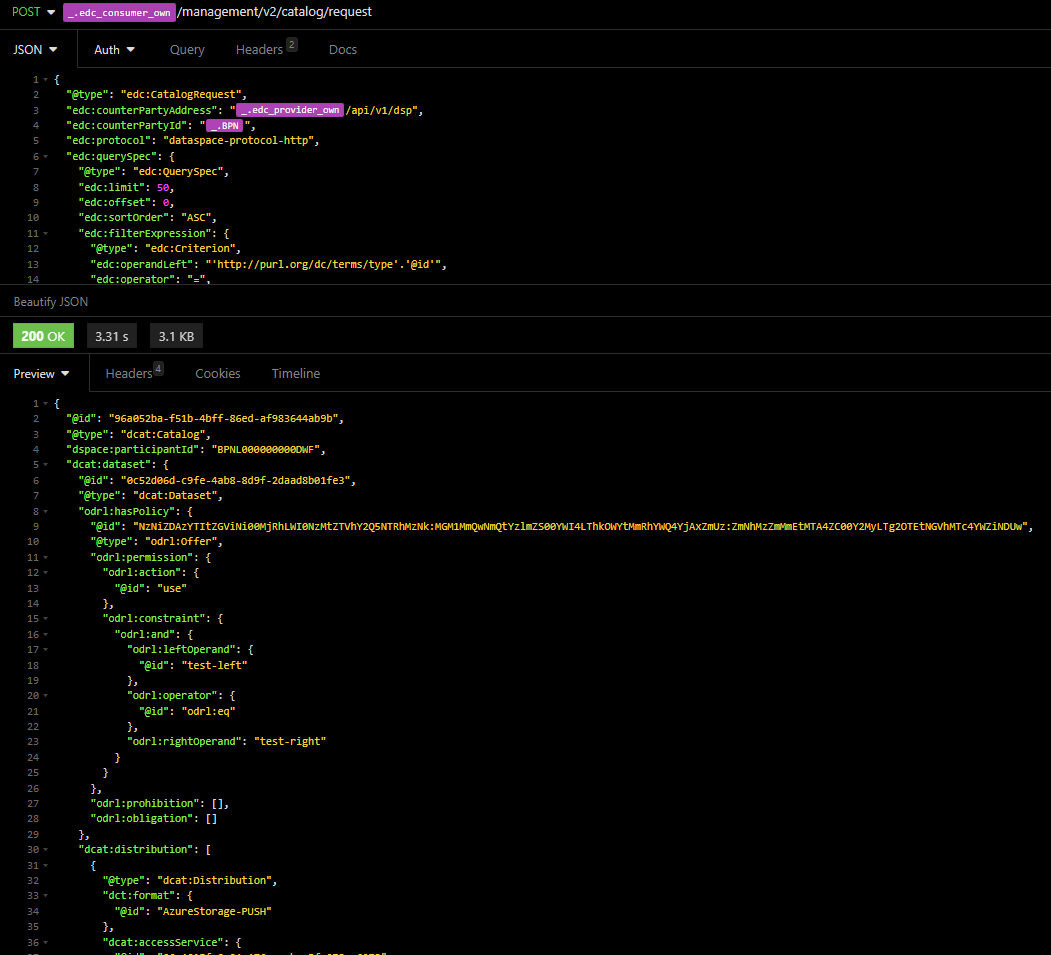 POST _.edc_consumer_own /management/v2/catalog/request
JSON Auth Query Headers 2 Docs
1 {
2 "@type": "edc:CatalogRequest",
3 "edc:counterPartyAddress": "_.edc_provider_own/api/v1/dsp",
4 "edc:counterPartyId": "_.BPN",
5 "edc:protocol": "dataspace-protocol-http",
6 "edc:querySpec": {
7 "@type": "edc:QuerySpec",
8 "edc:limit": 50,
9 "edc:offset": 0,
10 "edc:sortOrder": "ASC",
11 "edc:filterExpression": {
12 "@type": "edc:Criterion",
13 "edc:operandLeft": "'http://purl.org/dc/terms/type'.'@id'",
14 "edc:operator": "=",
Beautify JSON
200 OK 3.31 s 3.1 KB
Preview Headers 4 Cookies Timeline
1 {
2 "@id": "96a052ba-f51b-4bff-86ed-af983644ab9b",
3 "@type": "dcat:Catalog",
4 "dspace:participantId": "BPNL000000000DWF",
5 "dcat:dataset": {
6 "@id": "0c52d06d-c9fe-4ab8-8d9f-2daad8b01fe3",
7 "@type": "dcat:Dataset",
8 "odrl:hasPolicy": {
9 "@id": "NzNiZDAzYTItZGViNi00MjRhLWI0NzMtZTVhY2Q5NTRhMzNk:MGM1MmQwNmQtYzlmZS00YWI4LThkOWYtMmRhYWQ4YjAxZmUz:ZmNhMzZmMmEtMTA4ZC00Y2MyLTg2OTEtNGVhMTc4YWZiNDUw",
10 "@type": "odrl:Offer",
11 "odrl:permission": {
12 "odrl:action": {
13 "@id": "use"
14 },
15 "odrl:constraint": {
16 "odrl:and": {
17 "odrl:leftOperand": {
18 "@id": "test-left"
19 },
20 "odrl:operator": {
21 "@id": "odrl:eq"
22 },
23 "odrl:rightOperand": "test-right"
24 }
25 }
26 },
27 "odrl:prohibition": [],
28 "odrl:obligation": []
29 },
30 "dcat:distribution": [
31 {
32 "@type": "dcat:Distribution",
33 "dct:format": {
34 "@id": "AzureStorage-PUSH"
35 },
36 "dcat:accessService": {